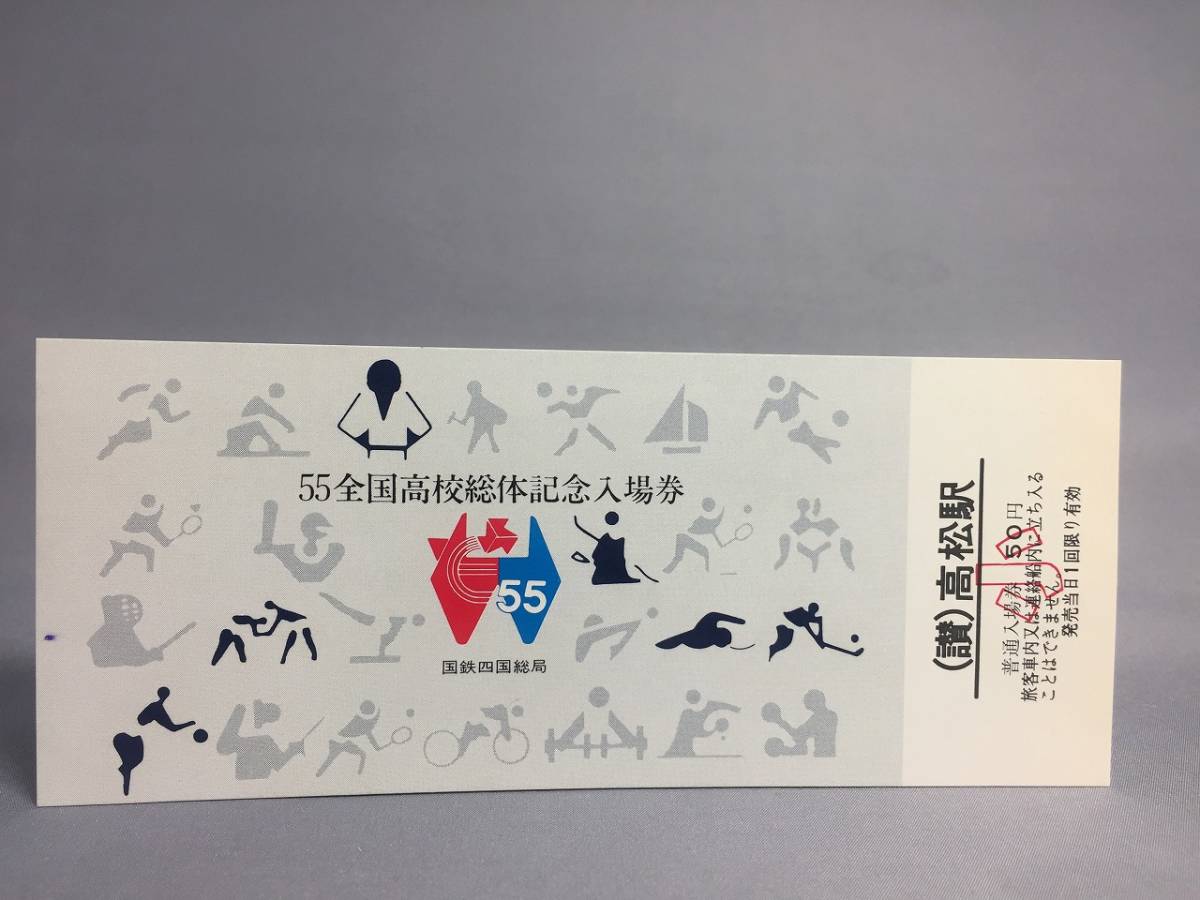 55全国高校総体記念入場券
55
国鉄四国総局
(讃)高松駅
小
普通入場券 50円
旅客車内又は連絡船内に立ち入る
ことはできません。
発売当日1回限り有効